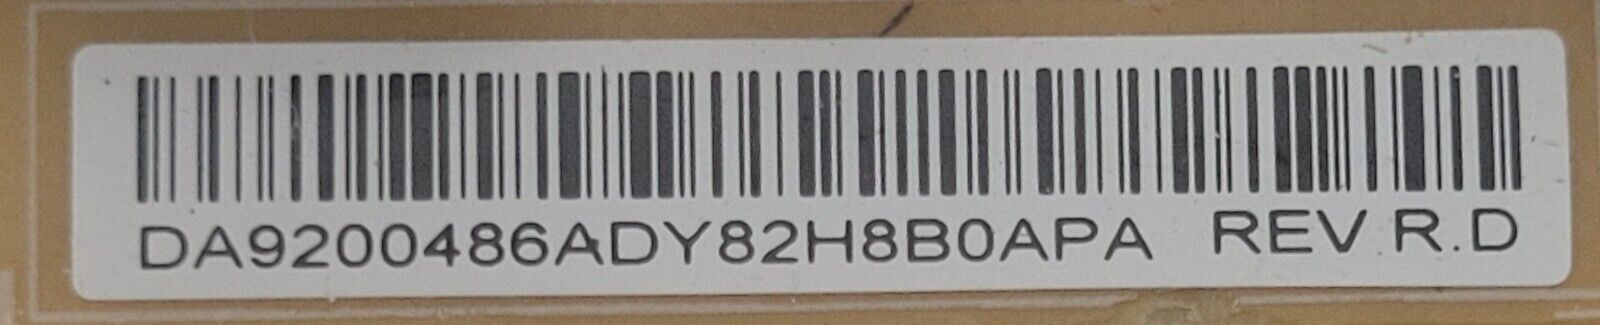 DA9200486ADY82H8B0APA REV R.D